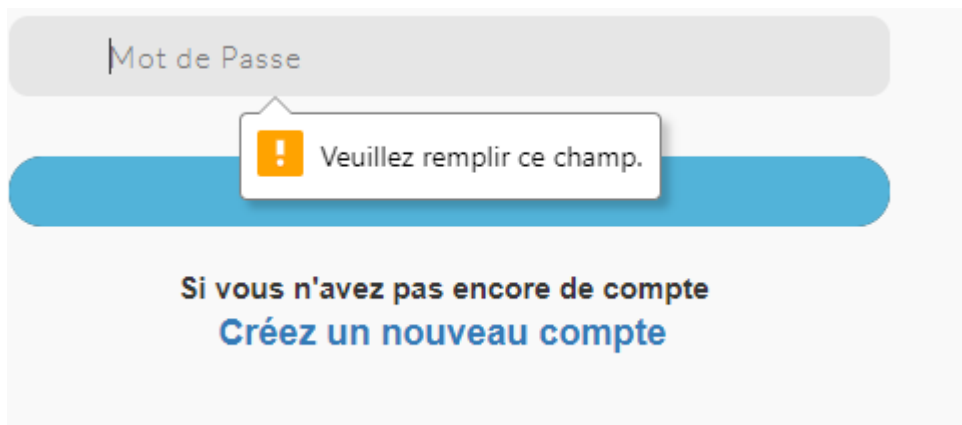 Mot de Passe
Veuillez remplir ce champ.
Si vous n'avez pas encore de compte
Créez un nouveau compte